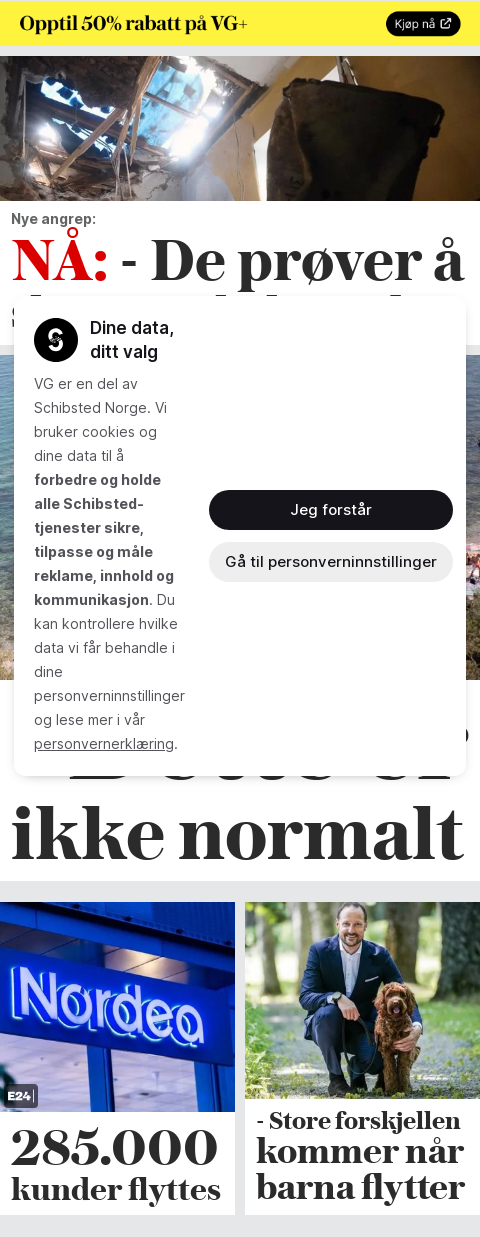 Opptil 50% rabatt på VG+
Kjøp nå
Nye angrep:
NÅ: - De prøver å
Dine data,
ditt valg
VG er en del av
Schibsted Norge. Vi
bruker cookies og
dine data til å
forbedre og holde
alle Schibsted-
tjenester sikre,
tilpasse og måle
reklame, innhold og
kommunikasjon. Du
kan kontrollere hvilke
data vi får behandle i
dine
personverninnstillinger
og lese mer i vår
personvernerklæring.
Jeg forstår
Gå til personverninnstillinger
ikke normalt
Nordea
E24
285.000
kunder flyttes
- Store forskjellen
kommer når
barna flytter